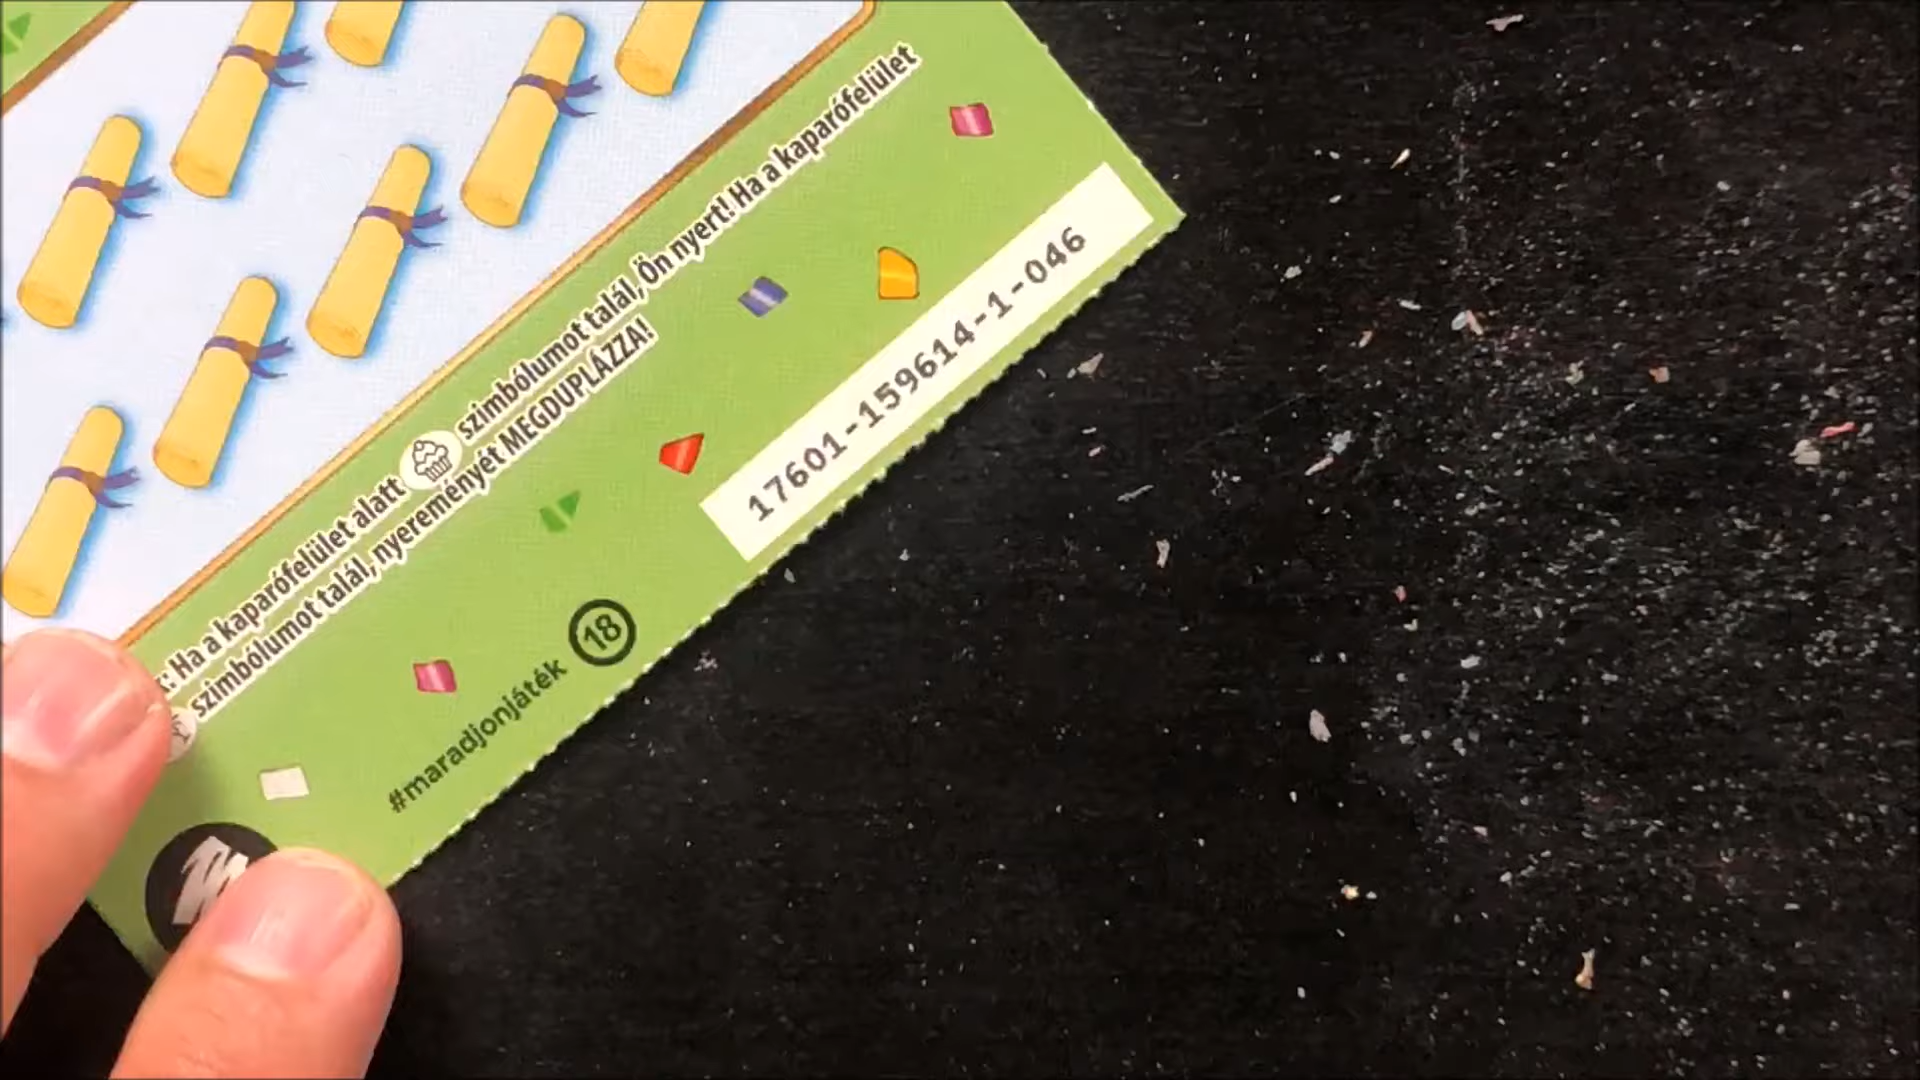 Ha a kaparófelület alatt szimbólumot talál, Ön nyert! Ha a kaparófelület
szimbólumot talál, nyereményét MEGDUPLÁZZA!
17601-159614-1-046
#maradjonjáték 18